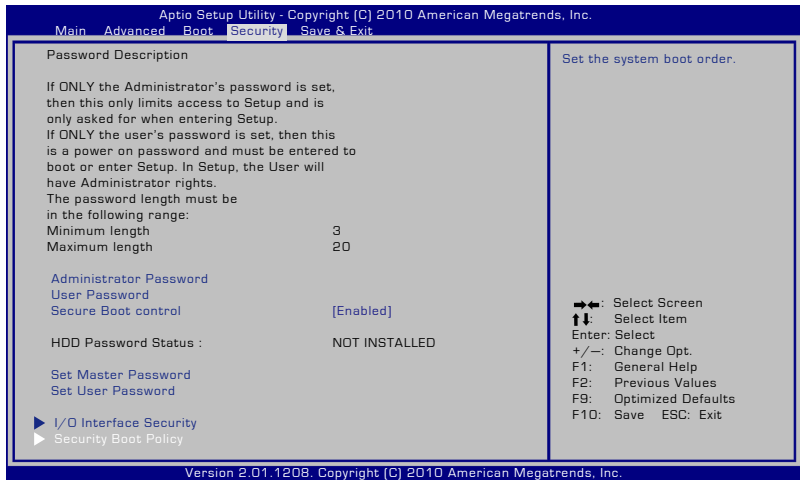 Aptio Setup Utility - Copyright (C) 2010 American Megatrends, Inc.
Main Advanced Boot Security Save & Exit
Password Description
If ONLY the Administrator's password is set,
then this only limits access to Setup and is
only asked for when entering Setup.
If ONLY the user's password is set, then this
is a power on password and must be entered to
boot or enter Setup. In Setup, the User will
have Administrator rights.
The password length must be
in the following range:
Minimum length 3
Maximum length 20
Administrator Password
User Password
Secure Boot control [Enabled]
HDD Password Status : NOT INSTALLED
Set Master Password
Set User Password
I/O Interface Security
Security Boot Policy
Set the system boot order.
→←: Select Screen
↑↓: Select Item
Enter: Select
+/—: Change Opt.
F1: General Help
F2: Previous Values
F9: Optimized Defaults
F10: Save ESC: Exit
Version 2.01.1208. Copyright (C) 2010 American Megatrends, Inc.